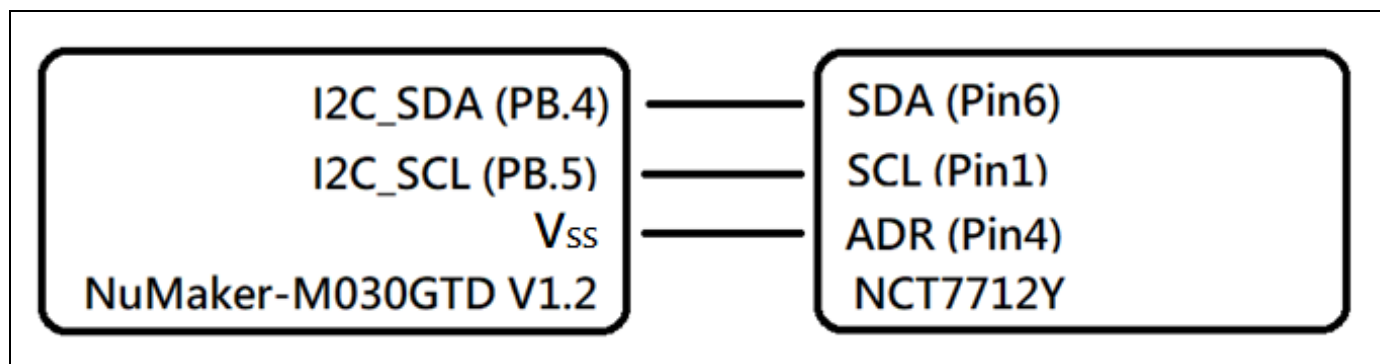 I2C_SDA (PB.4)
I2C_SCL (PB.5)
Vss
NuMaker-M030GTD V1.2
SDA (Pin6)
SCL (Pin1)
ADR (Pin4)
NCT7712Y